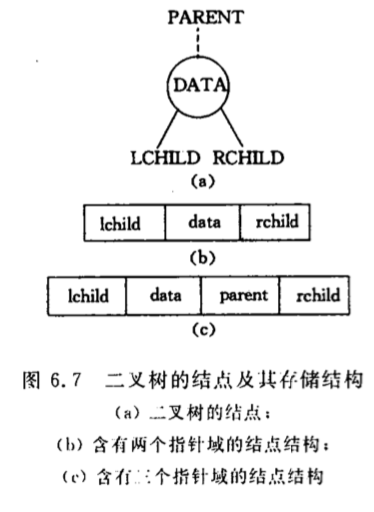 PARENT
DATA
LCHILD RCHILD
(a)
lchild data rchild
(b)
lchild data parent rchild
(c)
图 6.7 二叉树的结点及其存储结构
(a) 二叉树的结点；
(b) 含有两个指针域的结点结构；
(c) 含有三个指针域的结点结构